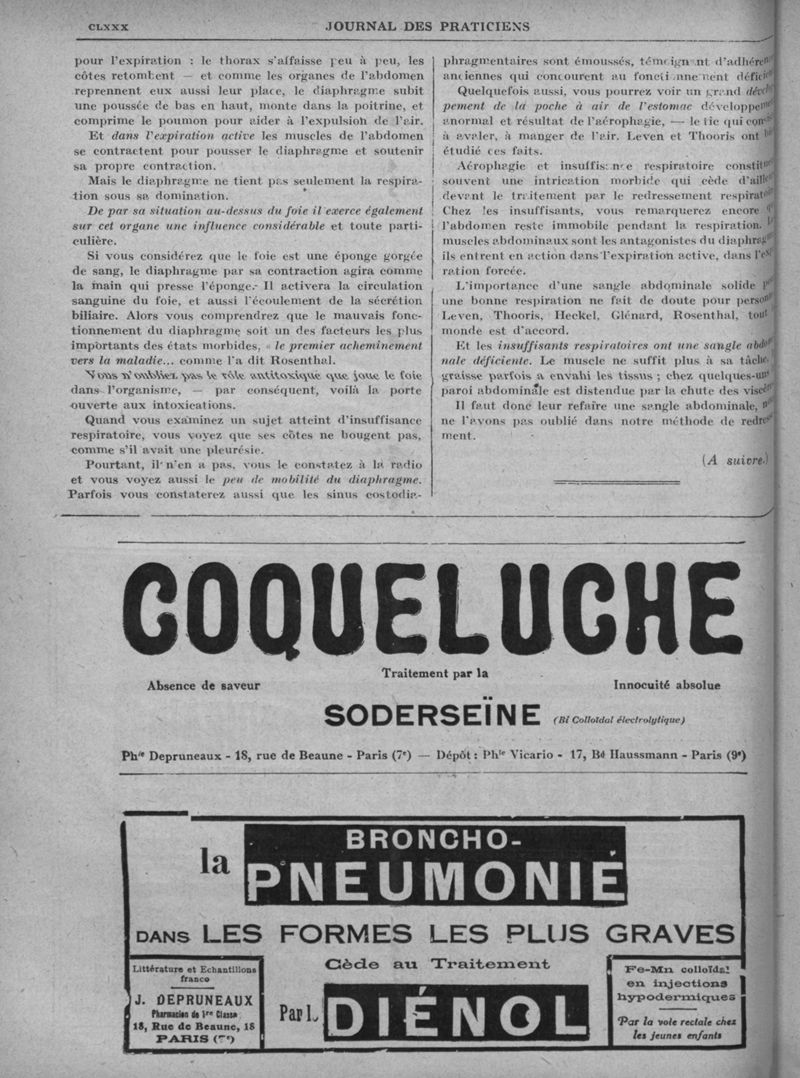 CLXXX
JOURNAL DES PRATICIENS
pour l'expiration : le thorax s'affaisse peu à peu, les
côtes retombent — et comme les organes de l'abdomen
reprennent eux aussi leur place, le diaphragme subit
une poussée de bas en haut, monte dans la poitrine, et
comprime le poumon pour aider à l'expulsion de l'air.
Et dans l'expiration active les muscles de l'abdomen
se contractent pour pousser le diaphragme et soutenir
sa propre contraction.
Mais le diaphragme ne tient pas seulement la respira-
tion sous sa domination.
De par sa situation au-dessus du foie il exerce également
sur cet organe une influence considérable et toute parti-
culière.
Si vous considérez que le foie est une éponge gorgée
de sang, le diaphragme par sa contraction agira comme
la main qui presse l'éponge. Il activera la circulation
sanguine du foie, et aussi l'écoulement de la sécrétion
biliaire. Alors vous comprendrez que le mauvais fonc-
tionnement du diaphragme soit un des facteurs les plus
importants des états morbides, « le premier acheminement
vers la maladie... comme l'a dit Rosenthal.
Vous n'oubliez pas le rôle antitoxique que joue le foie
dans l'organisme, — par conséquent, voilà la porte
ouverte aux intoxications.
Quand vous examinez un sujet atteint d'insuffisance
respiratoire, vous voyez que ses côtes ne bougent pas,
comme s'il avait une pleurésie.
Pourtant, il n'en a pas, vous le constatez à la radio
et vous voyez aussi le peu de mobilité du diaphragme.
Parfois vous constaterez aussi que les sinus costodia-
phragmentaires sont émoussés, témoignant
anciennes qui concourent au fonctionnement
Quelquefois aussi, vous pourrez voir un grand
pement de la poche à air de l'estomac
anormal et résultat de l'aérophagie, — le tic qui
à avaler, à manger de l'air. Leven et Thooris ont
étudié ces faits.
Aérophagie et insuffisance respiratoire
souvent une intrication morbide qui cède
devant le traitement par le redressement
Chez les insuffisants, vous remarquerez encore
l'abdomen reste immobile pendant la respiration.
muscles abdominaux sont les antagonistes du
ils entrent en action dans l'expiration active, dans
ration forcée.
L'importance d'une sangle abdominale solide
une bonne respiration ne fait de doute pour
Leven, Thooris, Heckel, Glénard, Rosenthal, tout
monde est d'accord.
Et les insuffisants respiratoires ont une sangle
nale déficiente. Le muscle ne suffit plus à sa tâche,
graisse parfois a envahi les tissus ; chez
paroi abdominale est distendue par la chute des
Il faut donc leur refaire une sangle abdominale,
ne l'avons pas oublié dans notre méthode de
ment.
(A suivre.)
COQUELUCHE
Traitement par la
Absence de saveur
Innocuité absolue
SODERSEÏNE (Bi Colloïdal électrolytique)
Phie Depruneaux - 18, rue de Beaune - Paris (7e) — Dépôt : Phie Vicario - 17, Bd Haussmann - Paris (9e)
la BRONCHO-
PNEUMONIE
DANS LES FORMES LES PLUS GRAVES
Cède au Traitement
Littérature et Echantillons
franco
J. DEPRUNEAUX
Pharmacien de 1re Classe
18, Rue de Beaune, 18
PARIS (7e)
Par L. DIÉNOL
Fe-Mn colloïdal
en injections
hypodermiques
Par la voie rectale chez
les jeunes enfants